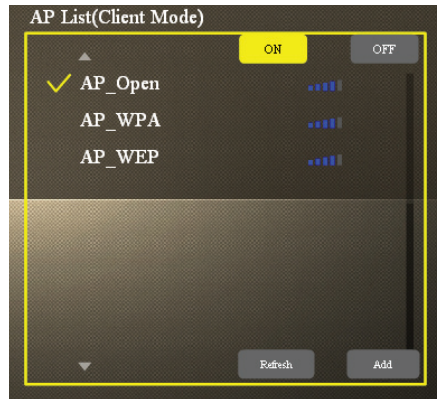 AP List(Client Mode)
ON OFF
AP_Open
AP_WPA
AP_WEP
Refresh Add